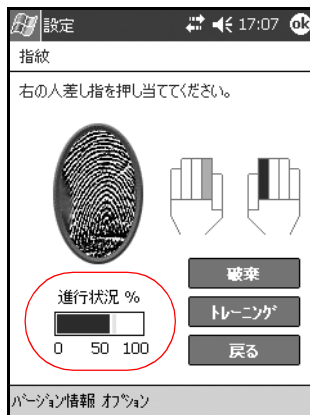 設定 17:07 ok
指紋
右の人差し指を押し当ててください。
破棄
進行状況 %
トレーニング
0 50 100
戻る
バージョン情報 オプション